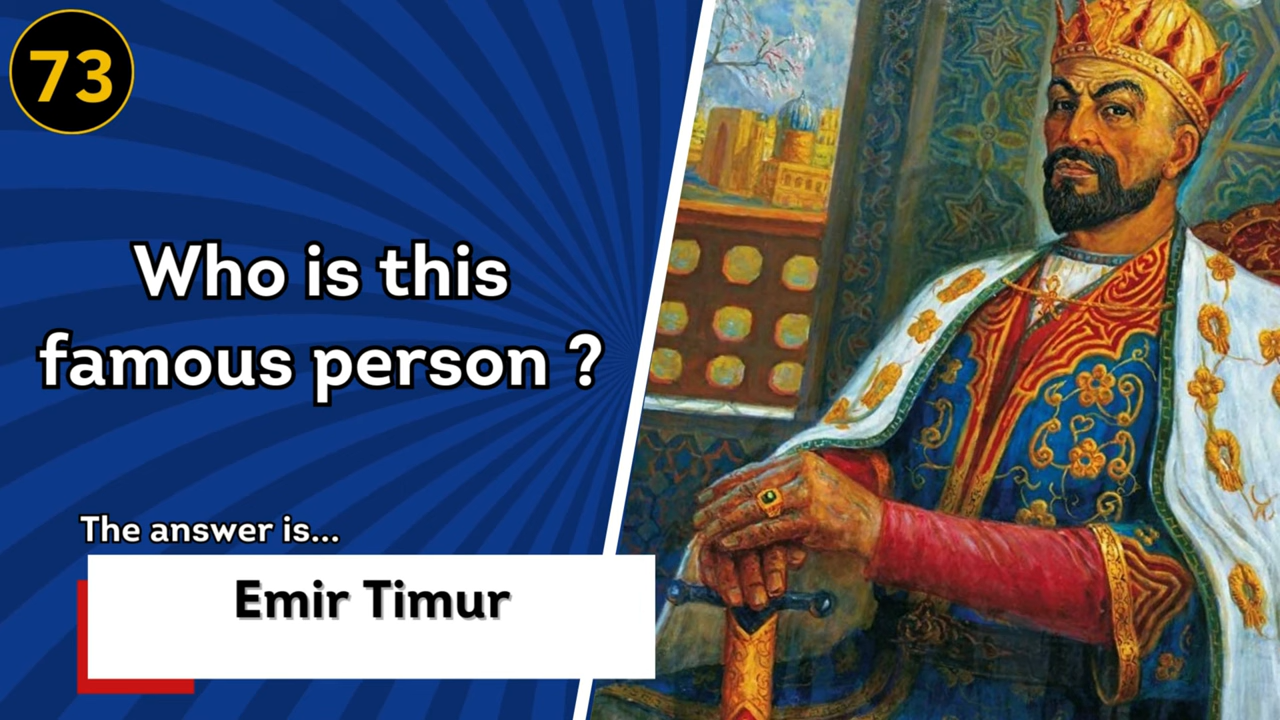 73
Who is this
famous person ?
The answer is...
Emir Timur